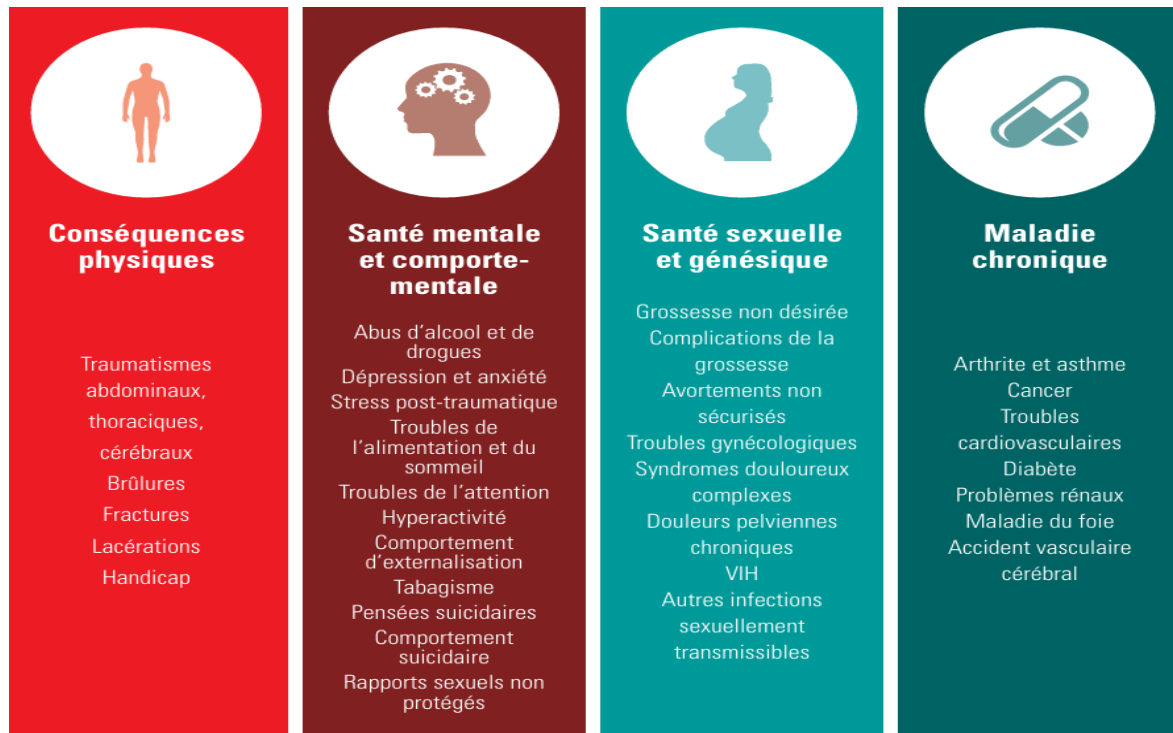 Conséquences
physiques
Traumatismes
abdominaux,
thoraciques,
cérébraux
Brûlures
Fractures
Lacérations
Handicap
Santé mentale
et comporte-
mentale
Abus d'alcool et de
drogues
Dépression et anxiété
Stress post-traumatique
Troubles de
l'alimentation et du
sommeil
Troubles de l'attention
Hyperactivité
Comportement
d'externalisation
Tabagisme
Pensées suicidaires
Comportement
suicidaire
Rapports sexuels non
protégés
Santé sexuelle
et génésique
Grossesse non désirée
Complications de la
grossesse
Avortements non
sécurisés
Troubles gynécologiques
Syndromes douloureux
complexes
Douleurs pelviennes
chroniques
VIH
Autres infections
sexuellement
transmissibles
Maladie
chronique
Arthrite et asthme
Cancer
Troubles
cardiovasculaires
Diabète
Problèmes rénaux
Maladie du foie
Accident vasculaire
cérébral